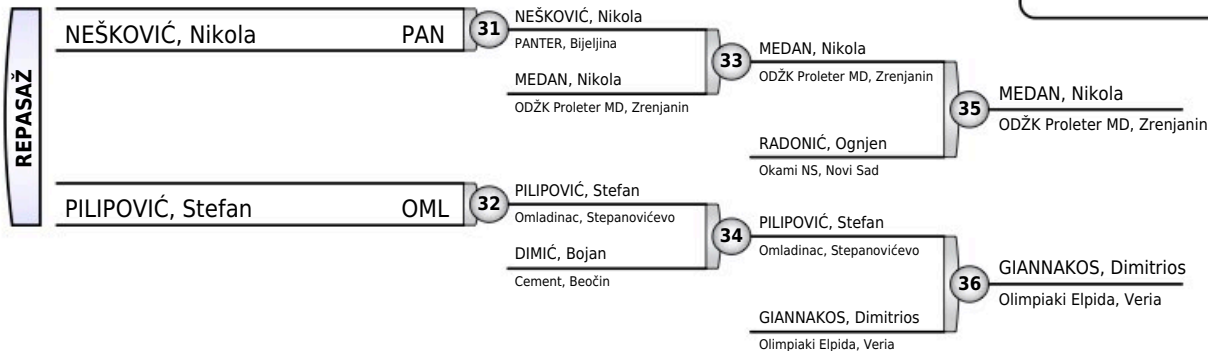 REPASAŽ
NEŠKOVIĆ, Nikola PAN
31
NEŠKOVIĆ, Nikola
PANTER, Bijeljina
MEDAN, Nikola
ODŽK Proleter MD, Zrenjanin
33
MEDAN, Nikola
ODŽK Proleter MD, Zrenjanin
RADONIĆ, Ognjen
Okami NS, Novi Sad
35
MEDAN, Nikola
ODŽK Proleter MD, Zrenjanin
PILIPOVIĆ, Stefan OML
32
PILIPOVIĆ, Stefan
Omladinac, Stepanovićevo
DIMIĆ, Bojan
Cement, Beočin
34
PILIPOVIĆ, Stefan
Omladinac, Stepanovićevo
GIANNAKOS, Dimitrios
Olimpiaki Elpida, Veria
36
GIANNAKOS, Dimitrios
Olimpiaki Elpida, Veria